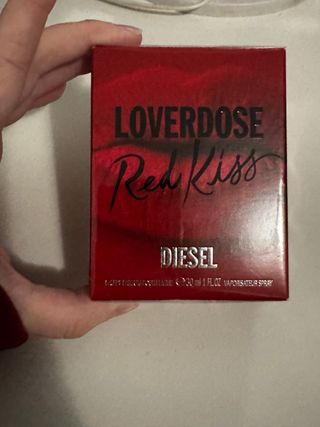 LOVERDOSE
Red Kiss
DIESEL
℮ 30 ml 1 FL.OZ VAPORISATEUR SPRAY